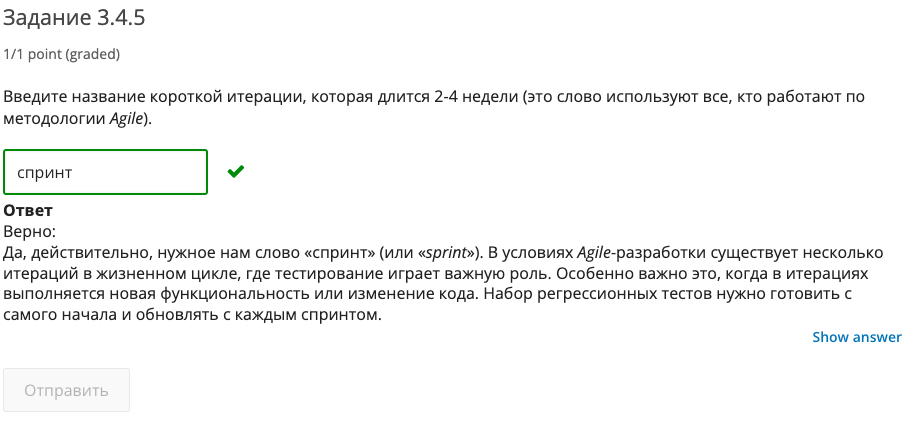 Задание 3.4.5
1/1 point (graded)
Введите название короткой итерации, которая длится 2-4 недели (это слово используют все, кто работают по
методологии Agile).
спринт
Ответ
Верно:
Да, действительно, нужное нам слово «спринт» (или «sprint»). В условиях Agile-разработки существует несколько
итераций в жизненном цикле, где тестирование играет важную роль. Особенно важно это, когда в итерациях
выполняется новая функциональность или изменение кода. Набор регрессионных тестов нужно готовить с
самого начала и обновлять с каждым спринтом.
Show answer
Отправить